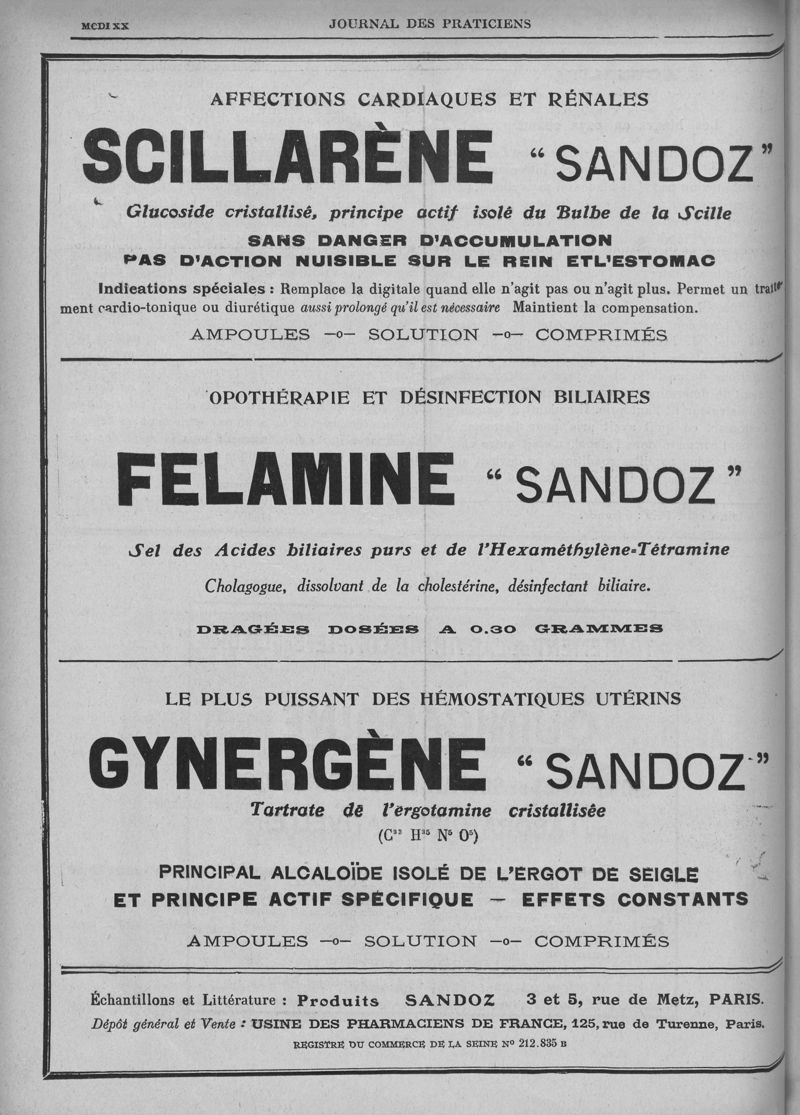 MCDIXX
JOURNAL DES PRATICIENS
AFFECTIONS CARDIAQUES ET RÉNALES
SCILLARÈNE “ SANDOZ ”
Glucoside cristallisé, principe actif isolé du Bulbe de la Scille
SANS DANGER D'ACCUMULATION
PAS D'ACTION NUISIBLE SUR LE REIN ETL'ESTOMAC
Indieations spéciales : Remplace la digitale quand elle n'agit pas ou n'agit plus. Permet un traite-
ment cardio-tonique ou diurétique aussi prolongé qu'il est nécessaire Maintient la compensation.
AMPOULES —o— SOLUTION —o— COMPRIMÉS
OPOTHÉRAPIE ET DÉSINFECTION BILIAIRES
FELAMINE “ SANDOZ ”
Sel des Acides biliaires purs et de l'Hexaméthylène-Tétramine
Cholagogue, dissolvant de la cholestérine, désinfectant biliaire.
DRAGÉES DOSÉES A 0.30 GRAMMES
LE PLUS PUISSANT DES HÉMOSTATIQUES UTÉRINS
GYNERGÈNE “ SANDOZ ”
Tartrate dē l'ergotamine cristallisée
(C³³ H³⁵ N⁵ O⁵)
PRINCIPAL ALCALOÏDE ISOLÉ DE L'ERGOT DE SEIGLE
ET PRINCIPE ACTIF SPÉCIFIQUE — EFFETS CONSTANTS
AMPOULES —o— SOLUTION —o— COMPRIMÉS
Échantillons et Littérature : Produits SANDOZ 3 et 5, rue de Metz, PARIS.
Dépôt général et Vente : USINE DES PHARMACIENS DE FRANCE, 125, rue de Turenne, Paris.
REGISTRE DU COMMERCE DE LA SEINE Nº 212.835 B